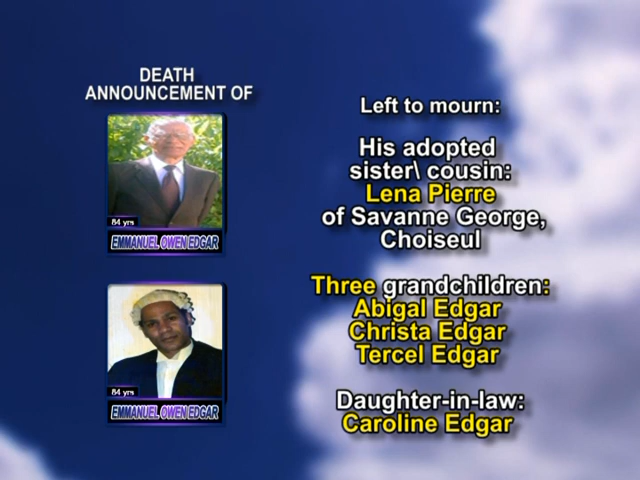 DEATH
ANNOUNCEMENT OF
84 yrs
EMMANUEL OWEN EDGAR
84 yrs
EMMANUEL OWEN EDGAR
Left to mourn:
His adopted
sister\ cousin:
Lena Pierre
of Savanne George,
Choiseul
Three grandchildren:
Abigal Edgar
Christa Edgar
Tercel Edgar
Daughter-in-law:
Caroline Edgar